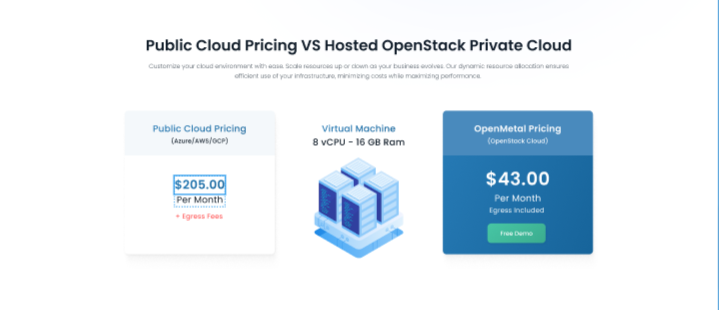 Public Cloud Pricing VS Hosted OpenStack Private Cloud
Customize your cloud environment with ease. Scale resources up or down as your business evolves. Our dynamic resource allocation ensures
efficient use of your infrastructure, minimizing costs while maximizing performance.
Public Cloud Pricing
(Azure/AWS/GCP)
$205.00
Per Month
+ Egress Fees
Virtual Machine
8 vCPU - 16 GB Ram
OpenMetal Pricing
(OpenStack Cloud)
$43.00
Per Month
Egress Included
Free Demo